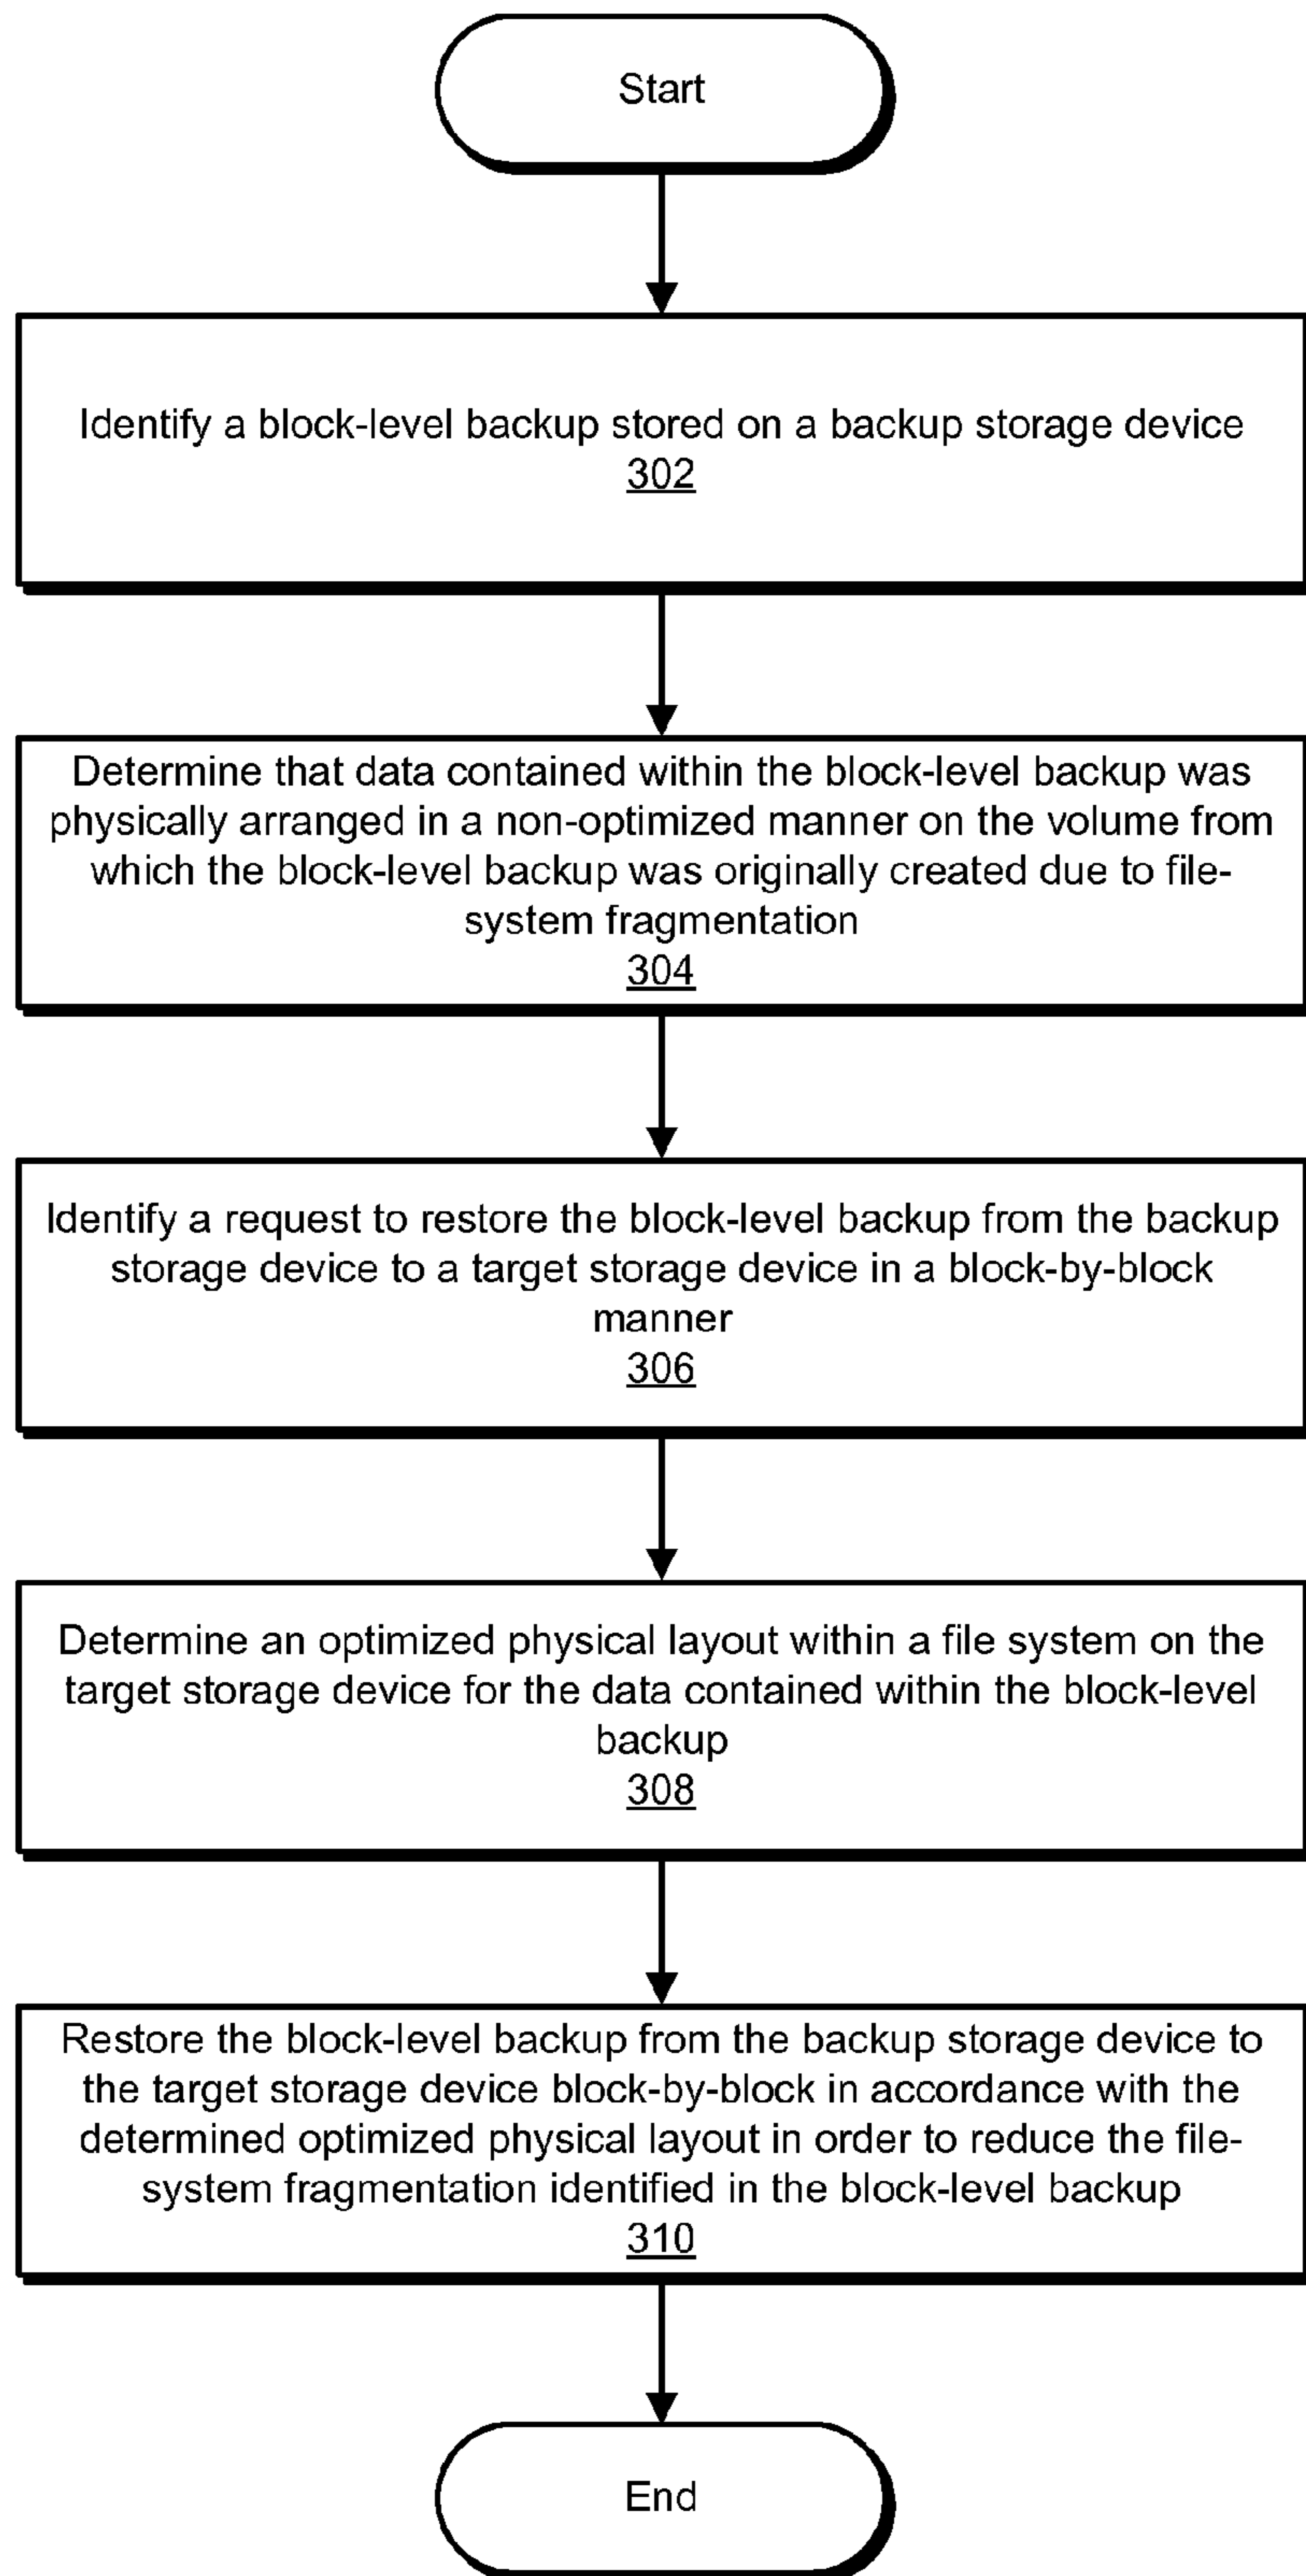 Start
Identify a block-level backup stored on a backup storage device
302
Determine that data contained within the block-level backup was
physically arranged in a non-optimized manner on the volume from
which the block-level backup was originally created due to file-
system fragmentation
304
Identify a request to restore the block-level backup from the backup
storage device to a target storage device in a block-by-block
manner
306
Determine an optimized physical layout within a file system on the
target storage device for the data contained within the block-level
backup
308
Restore the block-level backup from the backup storage device to
the target storage device block-by-block in accordance with the
determined optimized physical layout in order to reduce the file-
system fragmentation identified in the block-level backup
310
End